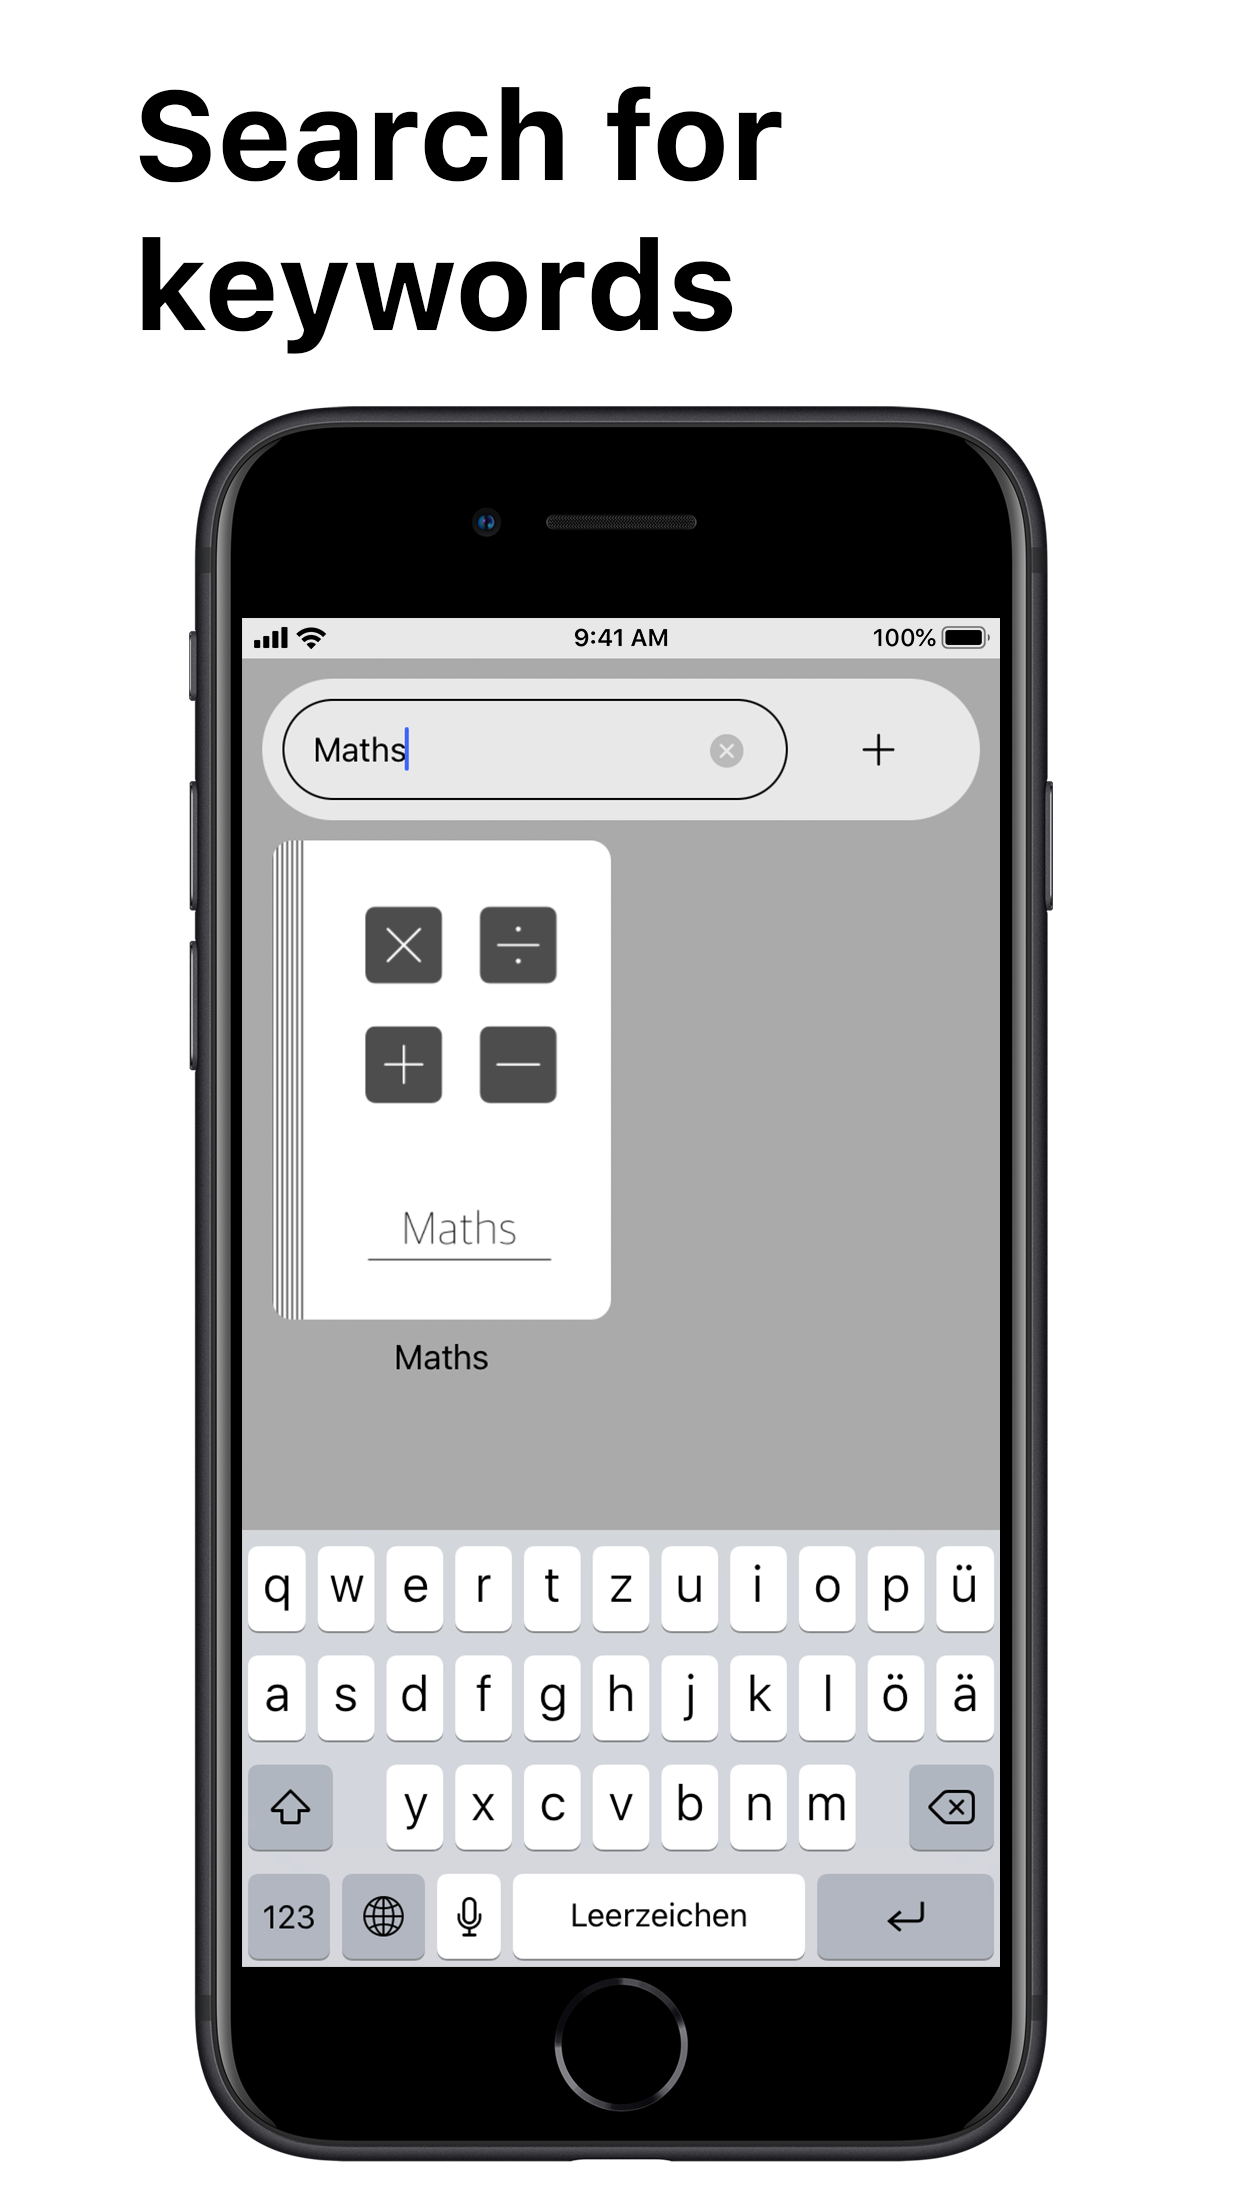 Search for
keywords
9:41 AM 100%
Maths
Maths
Maths
q w e r t z u i o p ü
a s d f g h j k l ö ä
y x c v b n m
123 Leerzeichen